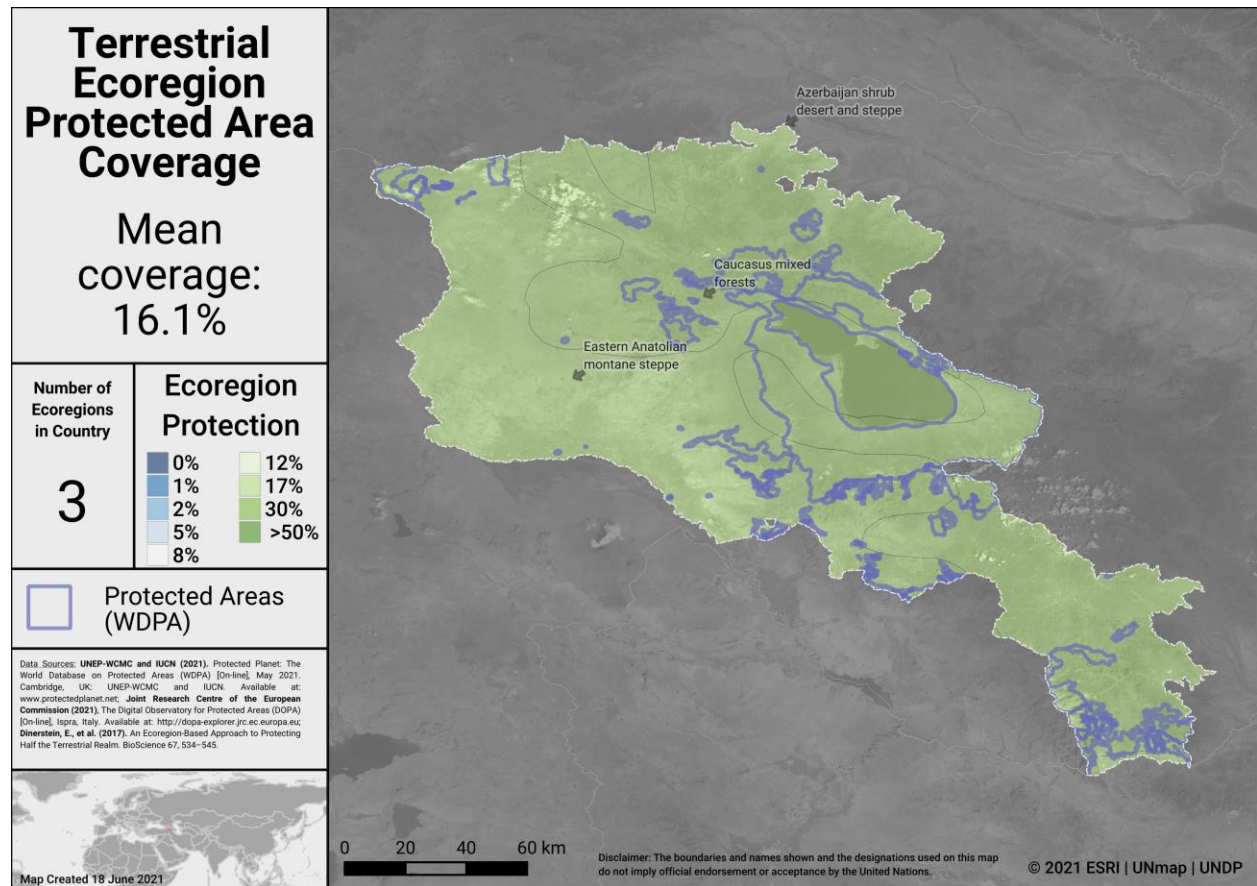 Terrestrial
Ecoregion
Protected Area
Coverage
Mean
coverage:
16.1%
Number of
Ecoregions
in Country
3
Ecoregion
Protection
0%
1%
2%
5%
8%
12%
17%
30%
>50%
Protected Areas
(WDPA)
Data Sources: UNEP-WCMC and IUCN (2021). Protected Planet: The
World Database on Protected Areas (WDPA) [On-line], May 2021.
Cambridge, UK: UNEP-WCMC and IUCN. Available at:
www.protectedplanet.net; Joint Research Centre of the European
Commission (2021), The Digital Observatory for Protected Areas (DOPA)
[On-line], Ispra, Italy. Available at: http://dopa-explorer.jrc.ec.europa.eu;
Dinerstein, E., et al. (2017). An Ecoregion-Based Approach to Protecting
Half the Terrestrial Realm. BioScience 67, 534–545.
Map Created 18 June 2021
Azerbaijan shrub
desert and steppe
Caucasus mixed
forests
Eastern Anatolian
montane steppe
0 20 40 60 km
Disclaimer: The boundaries and names shown and the designations used on this map
do not imply official endorsement or acceptance by the United Nations.
© 2021 ESRI | UNmap | UNDP